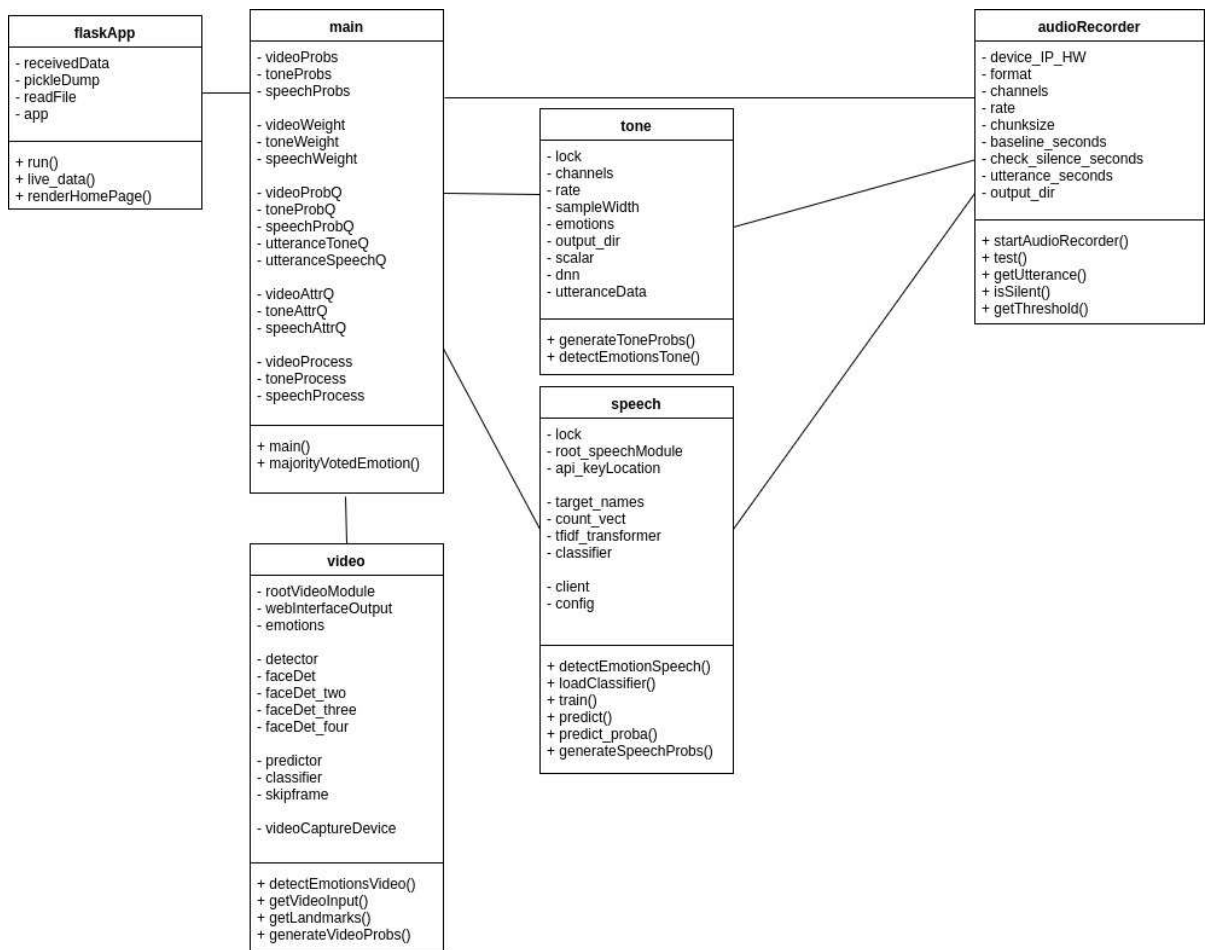 flaskApp
- receivedData
- pickleDump
- readFile
- app
+ run()
+ live_data()
+ renderHomePage()
main
- videoProbs
- toneProbs
- speechProbs
- videoWeight
- toneWeight
- speechWeight
- videoProbQ
- toneProbQ
- speechProbQ
- utteranceToneQ
- utteranceSpeechQ
- videoAttrQ
- toneAttrQ
- speechAttrQ
- videoProcess
- toneProcess
- speechProcess
+ main()
+ majorityVotedEmotion()
audioRecorder
- device_IP_HW
- format
- channels
- rate
- chunksize
- baseline_seconds
- check_silence_seconds
- utterance_seconds
- output_dir
+ startAudioRecorder()
+ test()
+ getUtterance()
+ isSilent()
+ getThreshold()
tone
- lock
- channels
- rate
- sampleWidth
- emotions
- output_dir
- scalar
- dnn
- utteranceData
+ generateToneProbs()
+ detectEmotionsTone()
speech
- lock
- root_speechModule
- api_keyLocation
- target_names
- count_vect
- tfidf_transformer
- classifier
- client
- config
+ detectEmotionSpeech()
+ loadClassifier()
+ train()
+ predict()
+ predict_proba()
+ generateSpeechProbs()
video
- rootVideoModule
- webInterfaceOutput
- emotions
- detector
- faceDet
- faceDet_two
- faceDet_three
- faceDet_four
- predictor
- classifier
- skipframe
- videoCaptureDevice
+ detectEmotionsVideo()
+ getVideoInput()
+ getLandmarks()
+ generateVideoProbs()